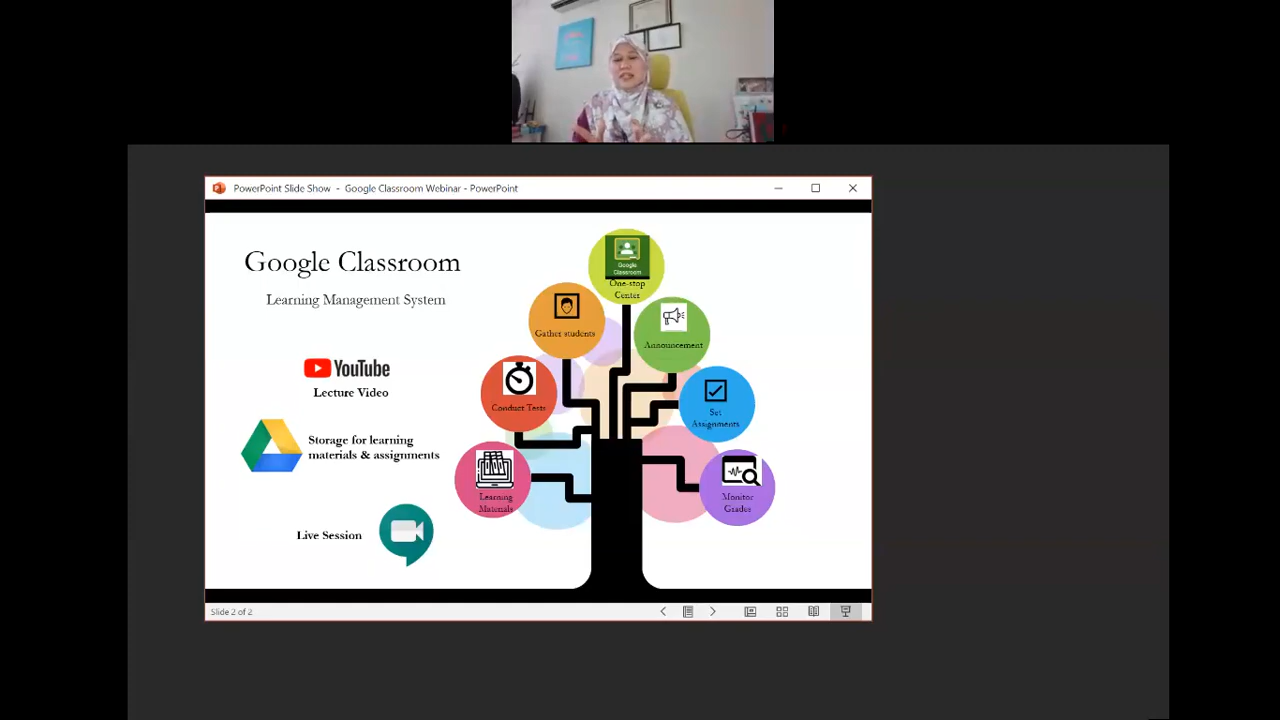 PowerPoint Slide Show - Google Classroom Webinar - PowerPoint
Google Classroom
Learning Management System
YouTube
Lecture Video
Storage for learning
materials & assignments
Live Session
Google
Classroom
One-stop
Center
Gather students
Announcement
Conduct Tests
Set
Assignments
Learning
Materials
Monitor
Grades
Slide 2 of 2